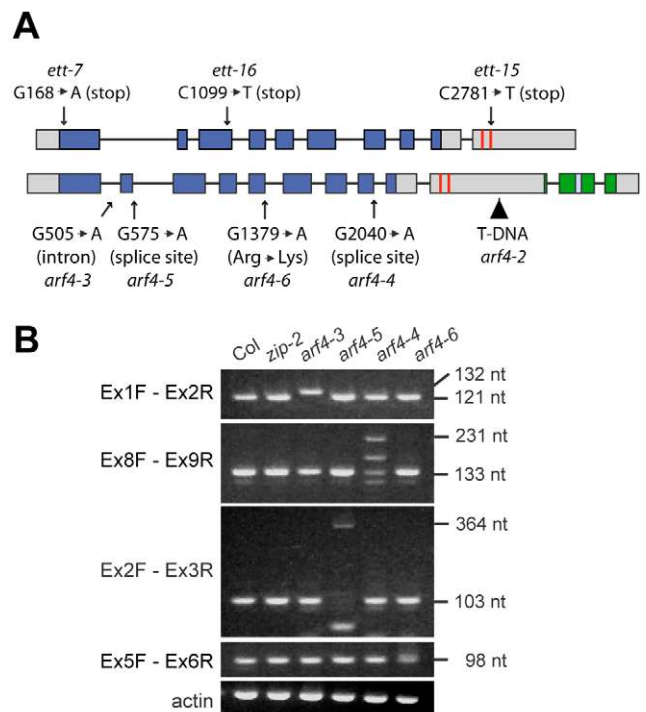 A
ett-7
G168➤A (stop)
ett-16
C1099➤T (stop)
ett-15
C2781➤T (stop)
G505➤A
(intron)
arf4-3
G575➤A
(splice site)
arf4-5
G1379➤A
(Arg➤Lys)
arf4-6
G2040➤A
(splice site)
arf4-4
T-DNA
arf4-2
B
Col
zip-2
arf4-3
arf4-5
arf4-4
arf4-6
Ex1F - Ex2R
132 nt
121 nt
Ex8F - Ex9R
231 nt
133 nt
Ex2F - Ex3R
364 nt
103 nt
Ex5F - Ex6R
98 nt
actin